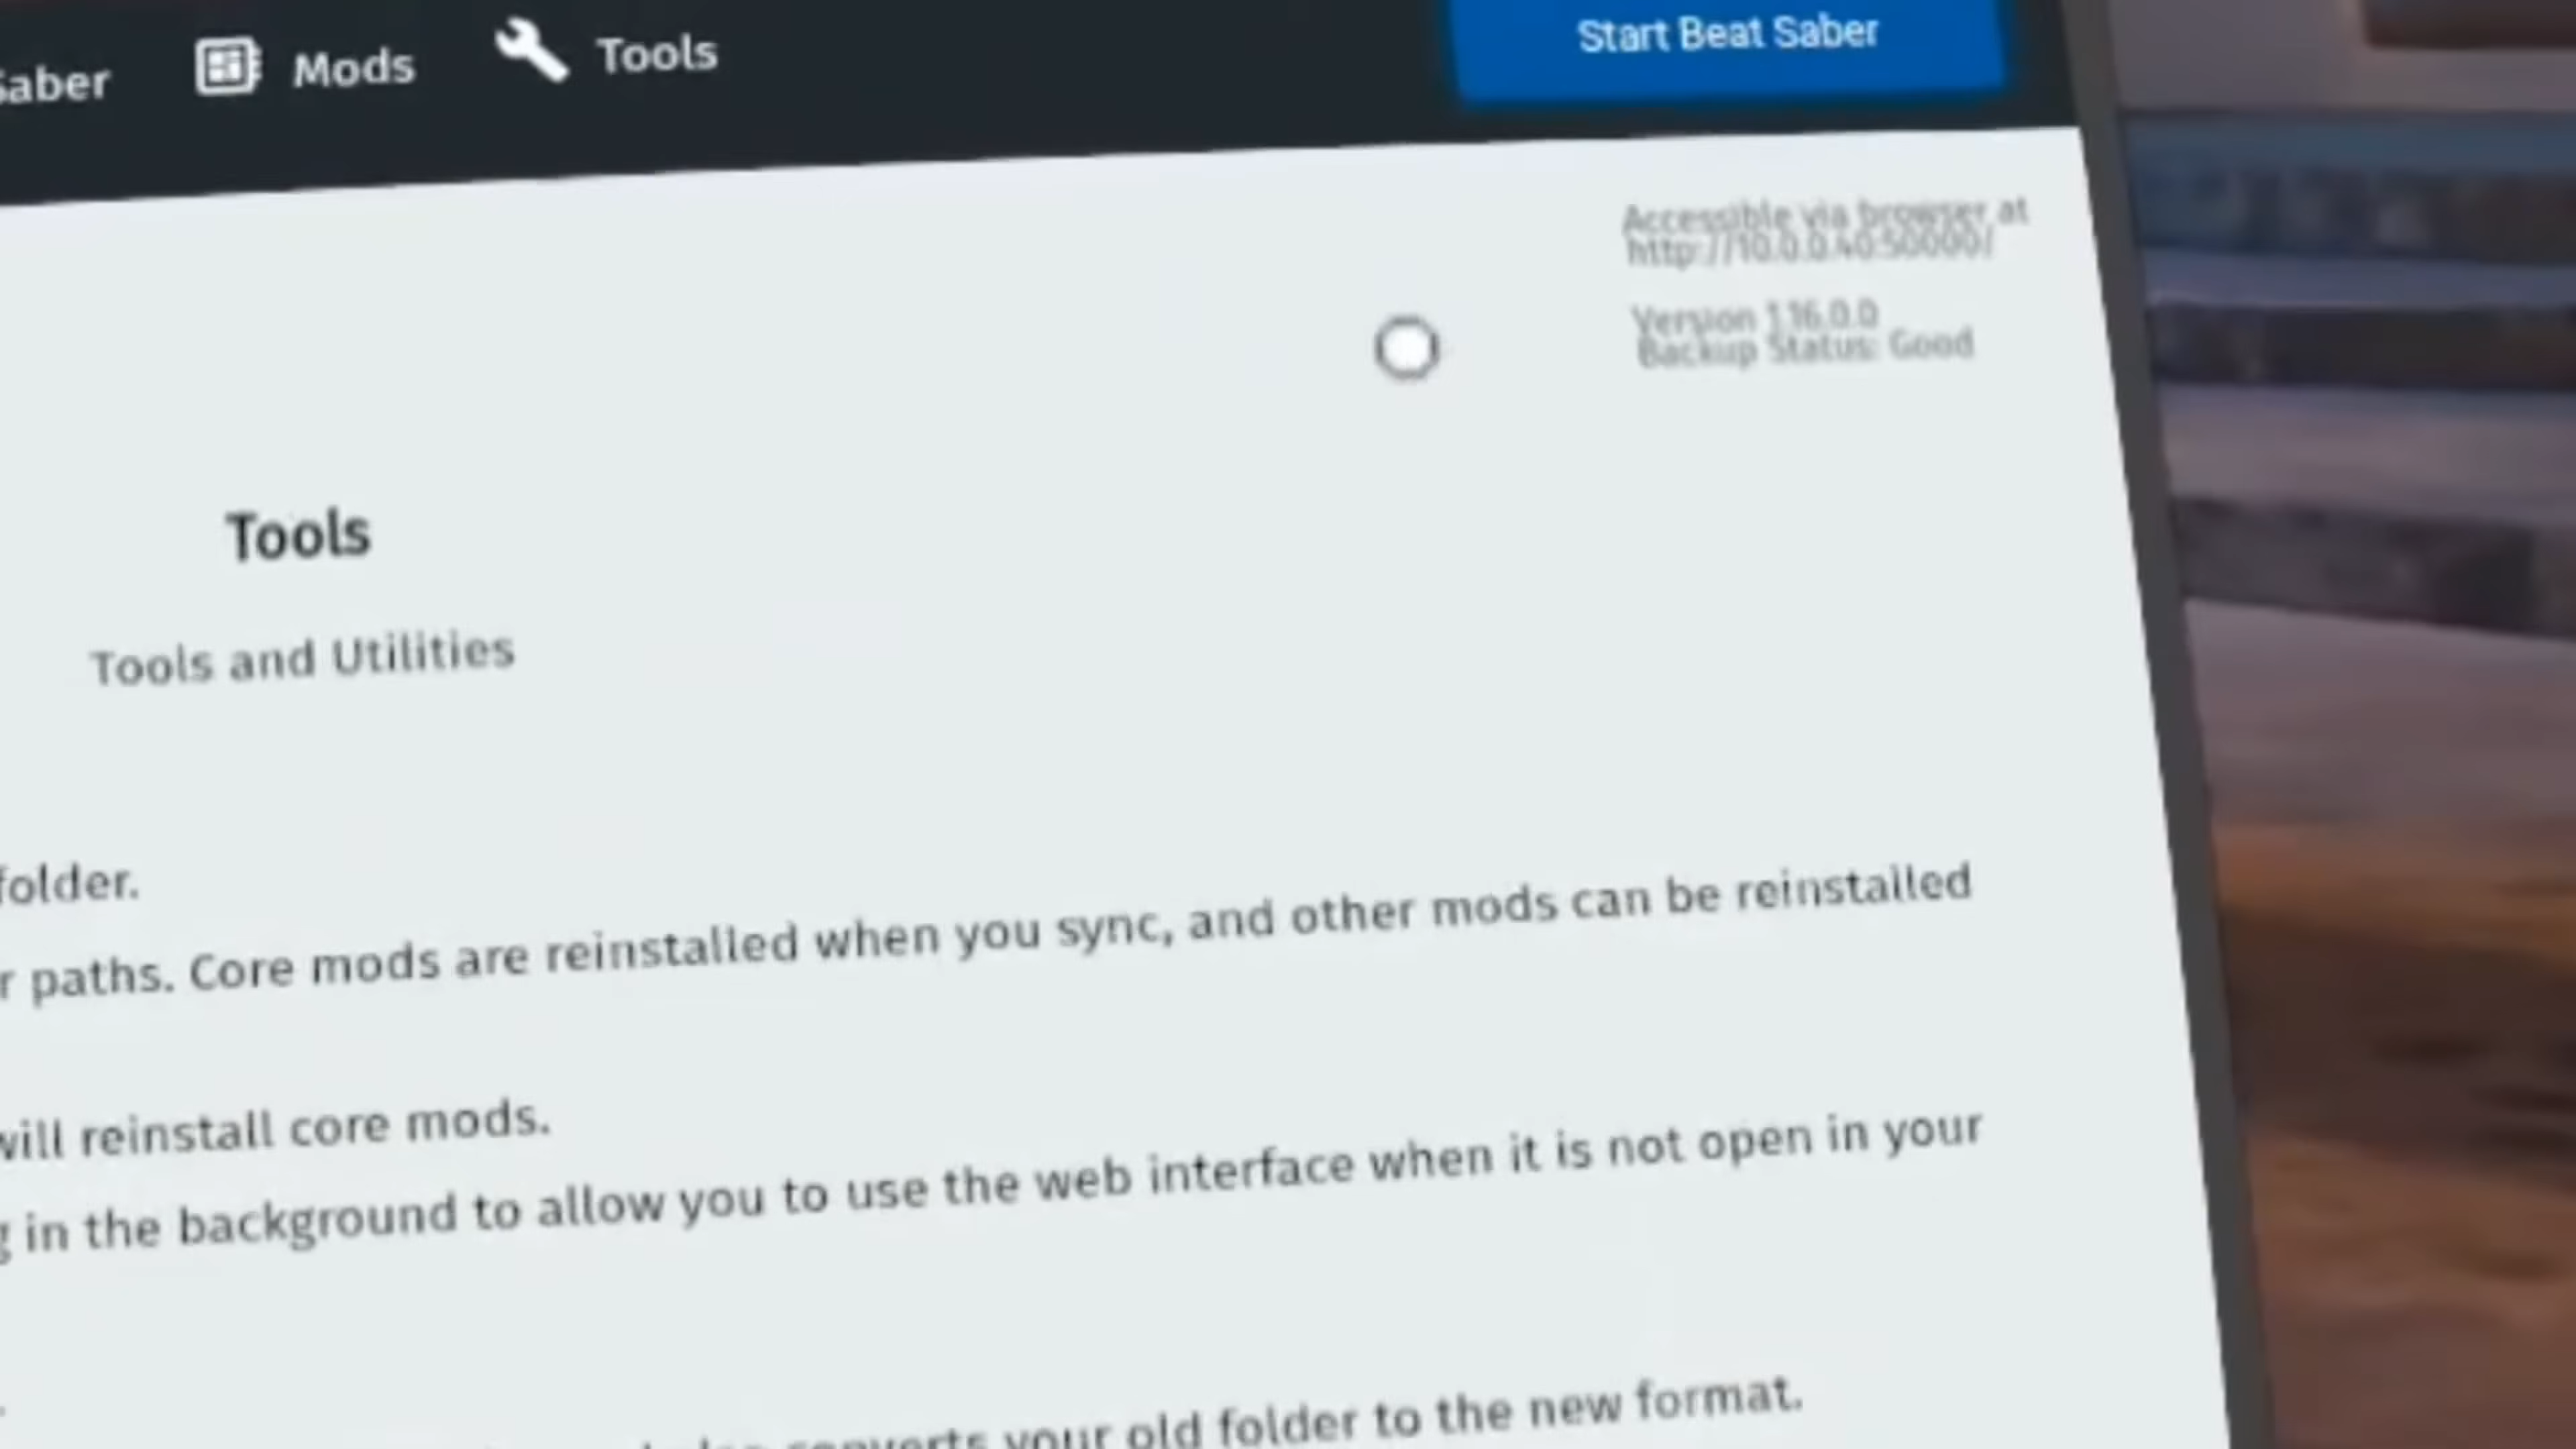 Saber Mods Tools Start Beat Saber
Accessible via browser at
http://10.0.0.40:50000/
Version 1.16.0.0
Backup Status: Good
Tools
Tools and Utilities
folder.
r paths. Core mods are reinstalled when you sync, and other mods can be reinstalled
will reinstall core mods.
g in the background to allow you to use the web interface when it is not open in your
converts your old folder to the new format.